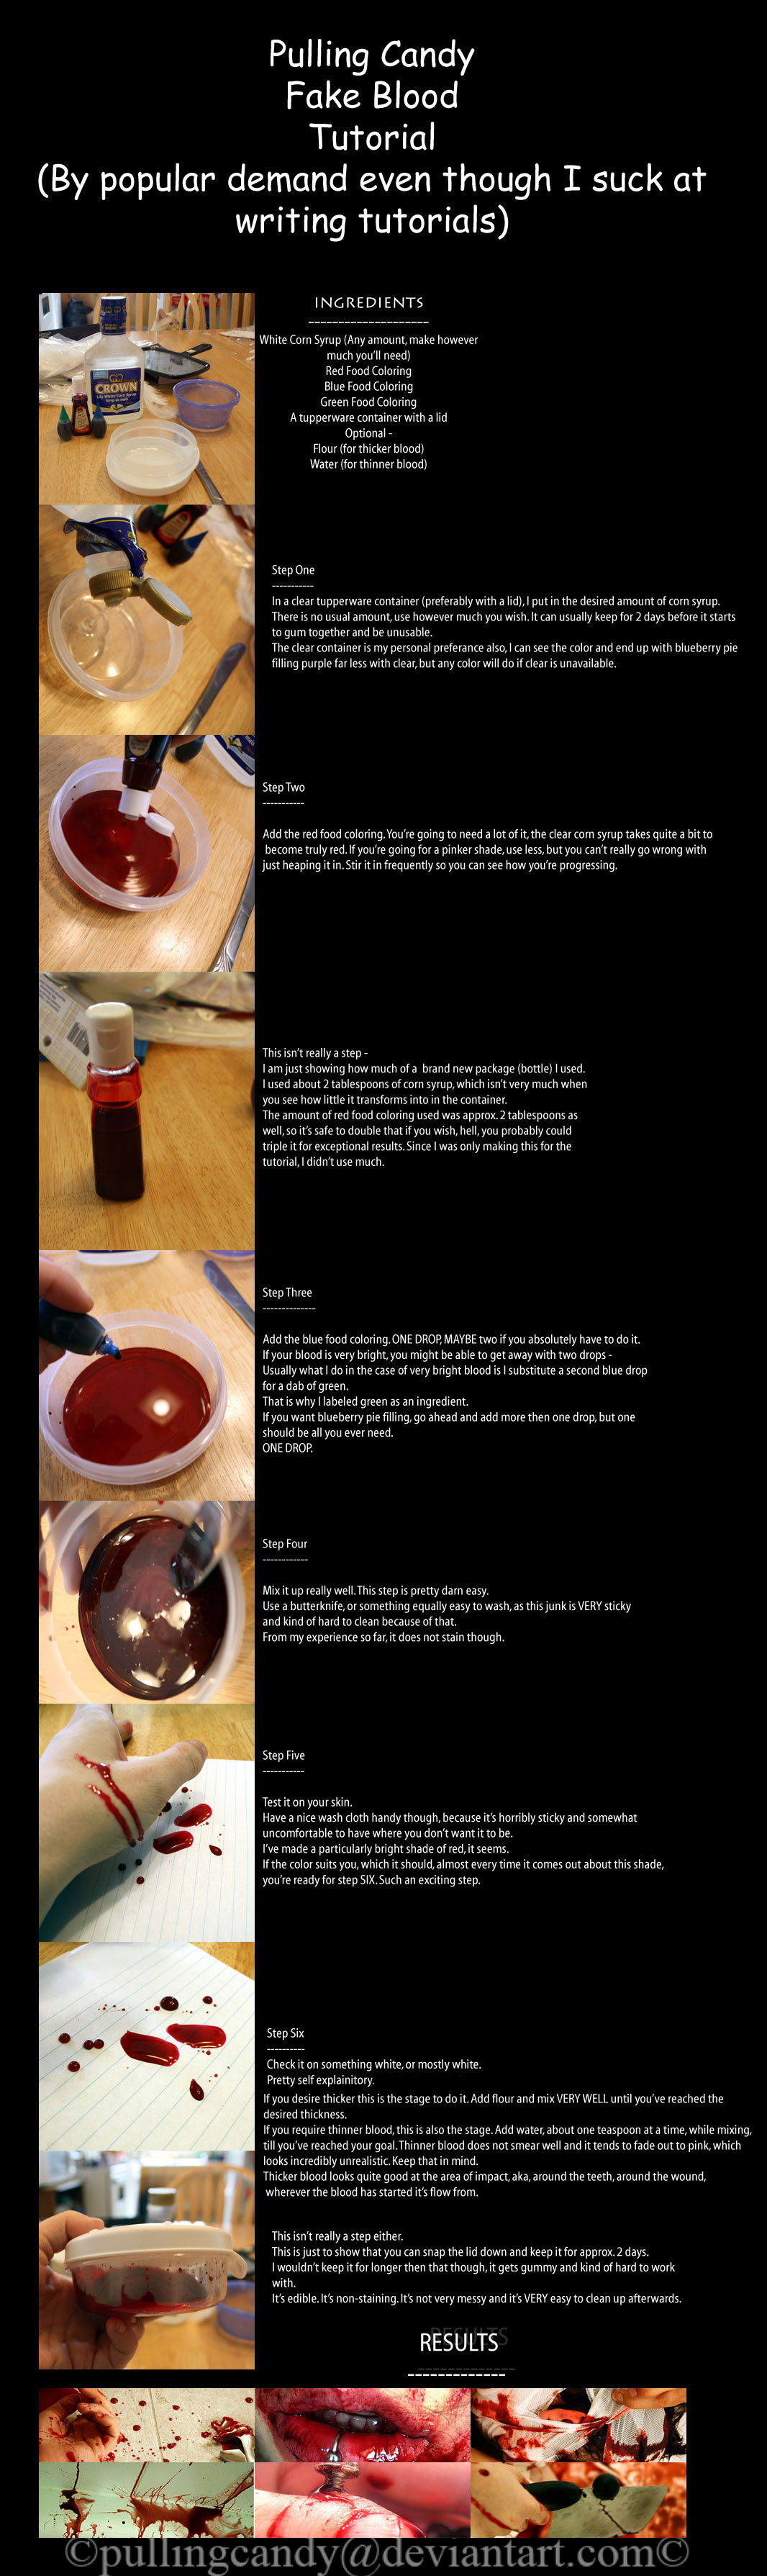 Pulling Candy
Fake Blood
Tutorial
(By popular demand even though I suck at
writing tutorials)
INGREDIENTS
--------------------
White Corn Syrup (Any amount, make however
much you'll need)
Red Food Coloring
Blue Food Coloring
Green Food Coloring
A tupperware container with a lid
Optional -
Flour (for thicker blood)
Water (for thinner blood)
CROWN
Lily White Corn Syrup
Step One
-----------
In a clear tupperware container (preferably with a lid), I put in the desired amount of corn syrup.
There is no usual amount, use however much you wish. It can usually keep for 2 days before it starts
to gum together and be unusable.
The clear container is my personal preferance also, I can see the color and end up with blueberry pie
filling purple far less with clear, but any color will do if clear is unavailable.
Step Two
-----------
Add the red food coloring. You're going to need a lot of it, the clear corn syrup takes quite a bit to
become truly red. If you're going for a pinker shade, use less, but you can't really go wrong with
just heaping it in. Stir it in frequently so you can see how you're progressing.
This isn't really a step -
I am just showing how much of a brand new package (bottle) I used.
I used about 2 tablespoons of corn syrup, which isn't very much when
you see how little it transforms into in the container.
The amount of red food coloring used was approx. 2 tablespoons as
well, so it's safe to double that if you wish, hell, you probably could
triple it for exceptional results. Since I was only making this for the
tutorial, I didn't use much.
Step Three
--------------
Add the blue food coloring. ONE DROP, MAYBE two if you absolutely have to do it.
If your blood is very bright, you might be able to get away with two drops -
Usually what I do in the case of very bright blood is I substitute a second blue drop
for a dab of green.
That is why I labeled green as an ingredient.
If you want blueberry pie filling, go ahead and add more then one drop, but one
should be all you ever need.
ONE DROP.
Step Four
------------
Mix it up really well. This step is pretty darn easy.
Use a butterknife, or something equally easy to wash, as this junk is VERY sticky
and kind of hard to clean because of that.
From my experience so far, it does not stain though.
Step Five
-----------
Test it on your skin.
Have a nice wash cloth handy though, because it's horribly sticky and somewhat
uncomfortable to have where you don't want it to be.
I've made a particularly bright shade of red, it seems.
If the color suits you, which it should, almost every time it comes out about this shade,
you're ready for step SIX. Such an exciting step.
Step Six
----------
Check it on something white, or mostly white.
Pretty self explainitory.
If you desire thicker this is the stage to do it. Add flour and mix VERY WELL until you've reached the
desired thickness.
If you require thinner blood, this is also the stage. Add water, about one teaspoon at a time, while mixing,
till you've reached your goal. Thinner blood does not smear well and it tends to fade out to pink, which
looks incredibly unrealistic. Keep that in mind.
Thicker blood looks quite good at the area of impact, aka, around the teeth, around the wound,
wherever the blood has started it's flow from.
This isn't really a step either.
This is just to show that you can snap the lid down and keep it for approx. 2 days.
I wouldn't keep it for longer then that though, it gets gummy and kind of hard to work
with.
It's edible. It's non-staining. It's not very messy and it's VERY easy to clean up afterwards.
RESULTS
-------------
©pullingcandy@deviantart.com©